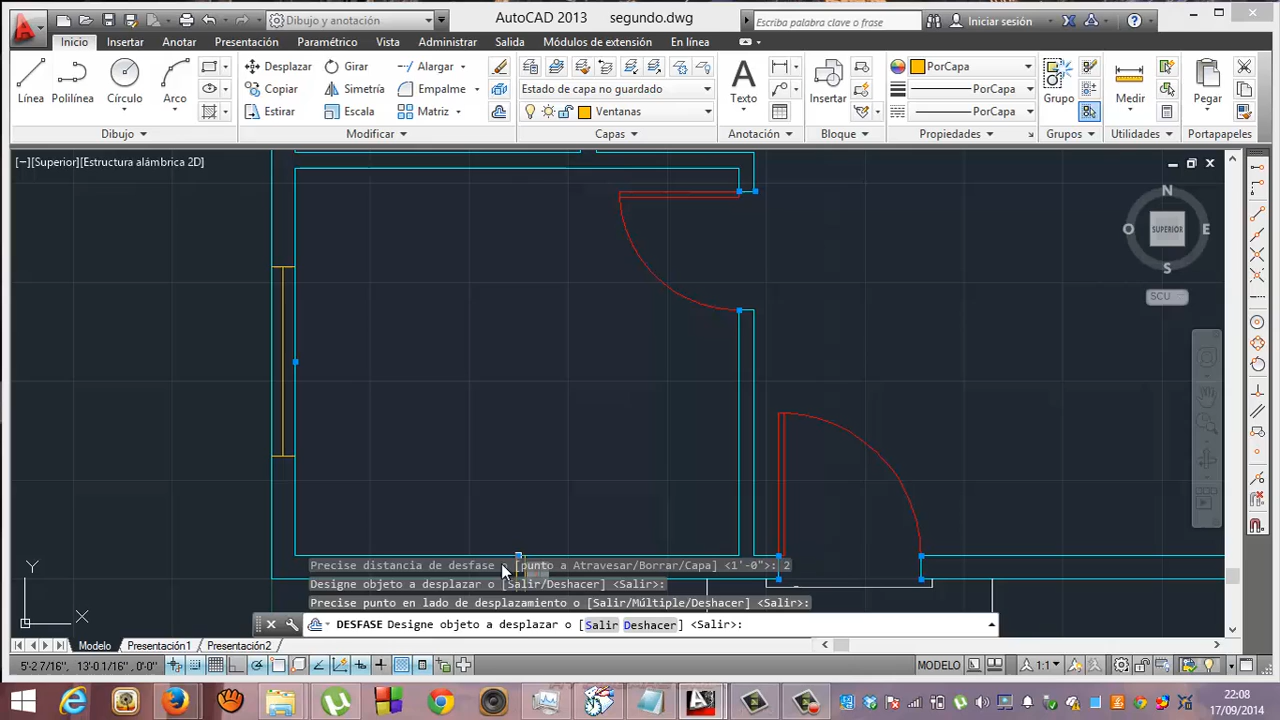 Dibujo y anotación
AutoCAD 2013 segundo.dwg
Escriba palabra clave o frase
Iniciar sesión
Inicio Insertar Anotar Presentación Paramétrico Vista Administrar Salida Módulos de extensión En línea
Línea Polilínea Círculo Arco
Desplazar Girar Alargar
Copiar Simetría Empalme
Estirar Escala Matriz
Estado de capa no guardado
Ventanas
Texto
Insertar
PorCapa
PorCapa
PorCapa
Grupo
Medir
Pegar
Dibujo Modificar Capas Anotación Bloque Propiedades Grupos Utilidades Portapapeles
[−][Superior][Estructura alámbrica 2D]
N
O SUPERIOR E
S
SCU
Y
X
Precise distancia de desfase o [punto a Atravesar/Borrar/Capa] <1'-0">: 2
Designe objeto a desplazar o [Salir/Deshacer] <Salir>:
Precise punto en lado de desplazamiento o [Salir/Múltiple/Deshacer] <Salir>:
DESFASE Designe objeto a desplazar o [Salir Deshacer] <Salir>:
Modelo Presentación1 Presentación2
5'-2 7/16", 13'-0 1/16", 0'-0"
MODELO
1:1
22:08
17/09/2014